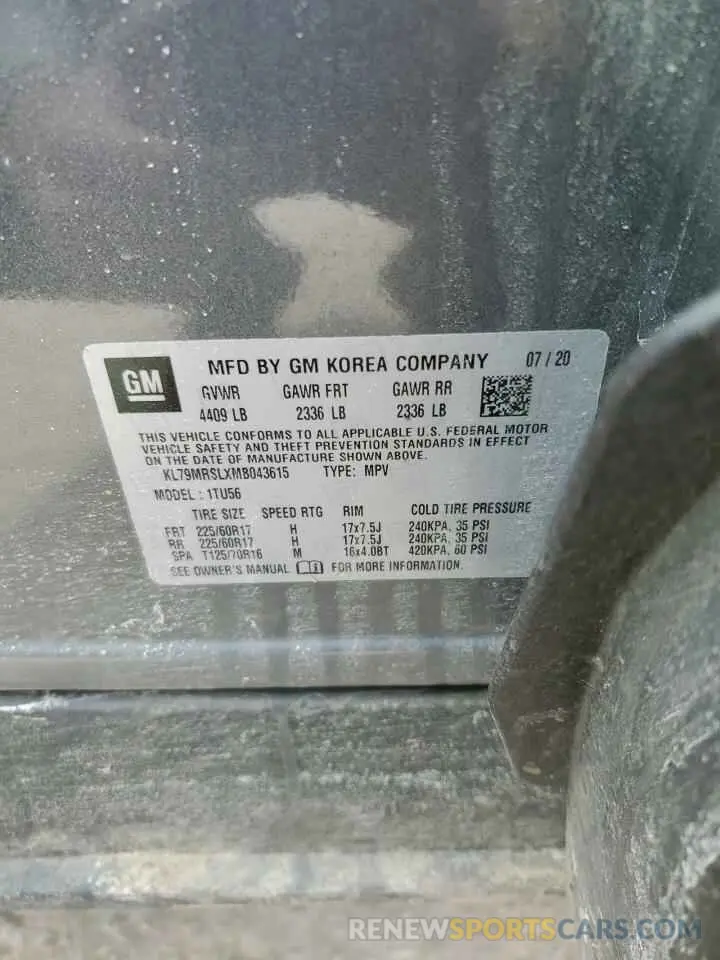 GM
MFD BY GM KOREA COMPANY 07 / 20
GVWR GAWR FRT GAWR RR
4409 LB 2336 LB 2336 LB
THIS VEHICLE CONFORMS TO ALL APPLICABLE U.S. FEDERAL MOTOR
VEHICLE SAFETY AND THEFT PREVENTION STANDARDS IN EFFECT
ON THE DATE OF MANUFACTURE SHOWN ABOVE.
KL79MRSLXMB043615 TYPE: MPV
MODEL : 1TU56
TIRE SIZE SPEED RTG RIM COLD TIRE PRESSURE
FRT 225/60R17 H 17x7.5J 240KPA, 35 PSI
RR 225/60R17 H 17x7.5J 240KPA, 35 PSI
SPA T125/70R16 M 16x4.0BT 420KPA, 60 PSI
SEE OWNER'S MANUAL FOR MORE INFORMATION.
RENEWSPORTSCARS.COM